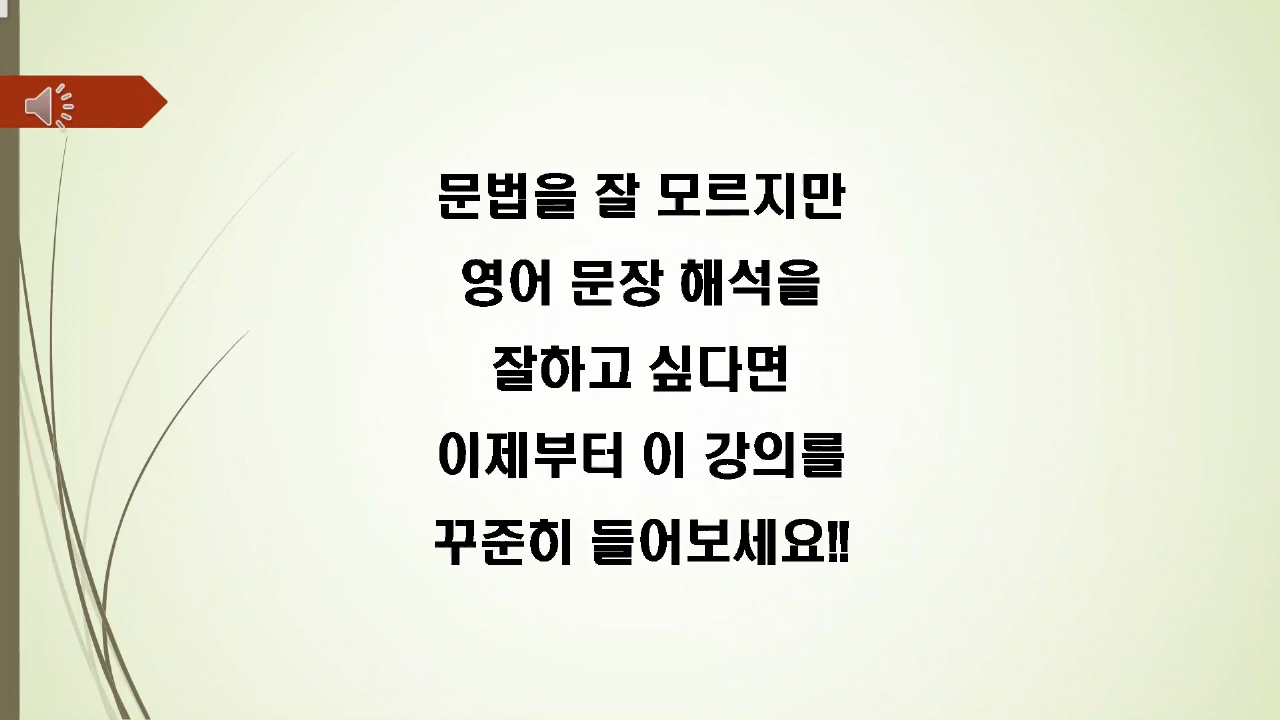 문법을 잘 모르지만
영어 문장 해석을
잘하고 싶다면
이제부터 이 강의를
꾸준히 들어보세요!!